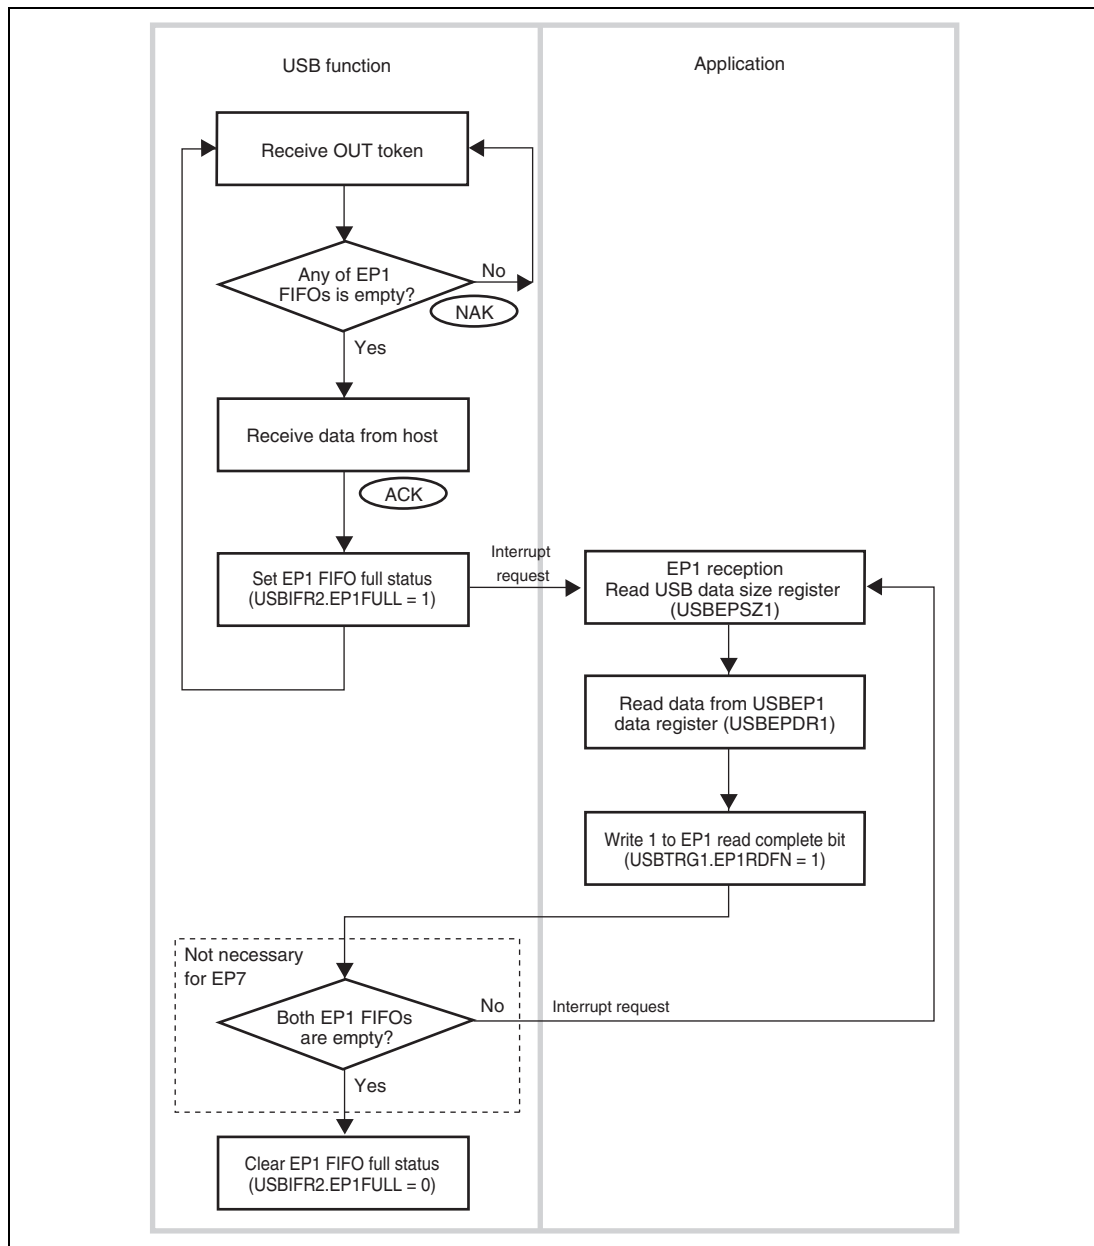 USB function
Application
Receive OUT token
Any of EP1
FIFOs is empty?
No
NAK
Yes
Receive data from host
ACK
Set EP1 FIFO full status
(USBIFR2.EP1FULL = 1)
Interrupt
request
EP1 reception
Read USB data size register
(USBEPSZ1)
Read data from USBEP1
data register (USBEPDR1)
Write 1 to EP1 read complete bit
(USBTRG1.EP1RDFN = 1)
Not necessary
for EP7
Both EP1 FIFOs
are empty?
No
Interrupt request
Yes
Clear EP1 FIFO full status
(USBIFR2.EP1FULL = 0)